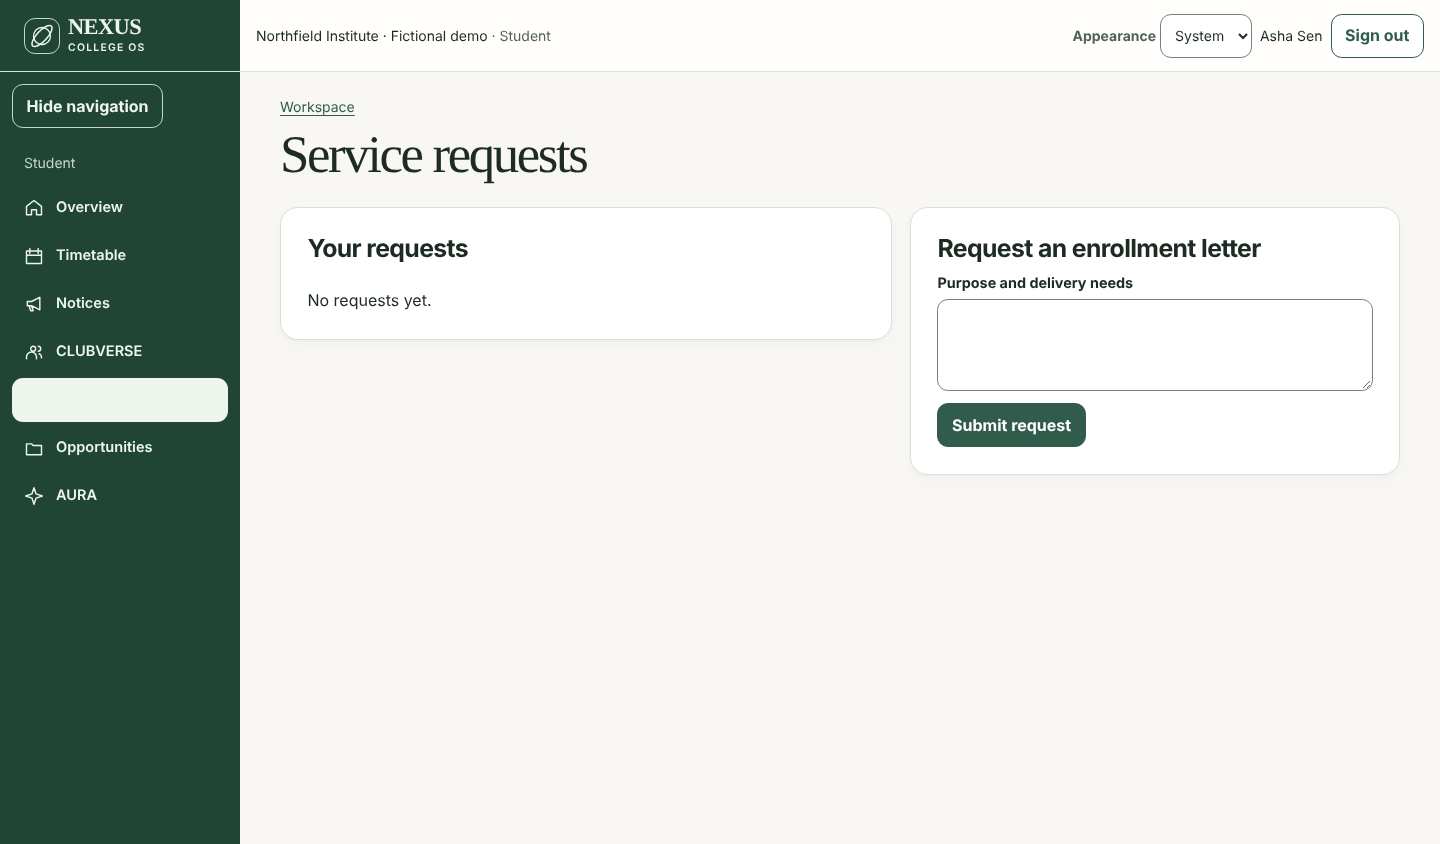 NEXUS
COLLEGE OS
Northfield Institute · Fictional demo · Student
Appearance
System
Asha Sen
Sign out
Hide navigation
Student
Overview
Timetable
Notices
CLUBVERSE
Opportunities
AURA
Workspace
Service requests
Your requests
No requests yet.
Request an enrollment letter
Purpose and delivery needs
Submit request